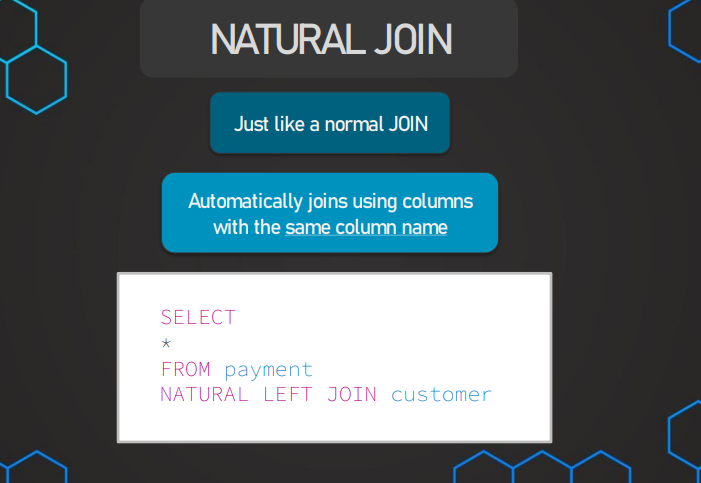 NATURAL JOIN
Just like a normal JOIN
Automatically joins using columns
with the same column name
SELECT
*
FROM payment
NATURAL LEFT JOIN customer